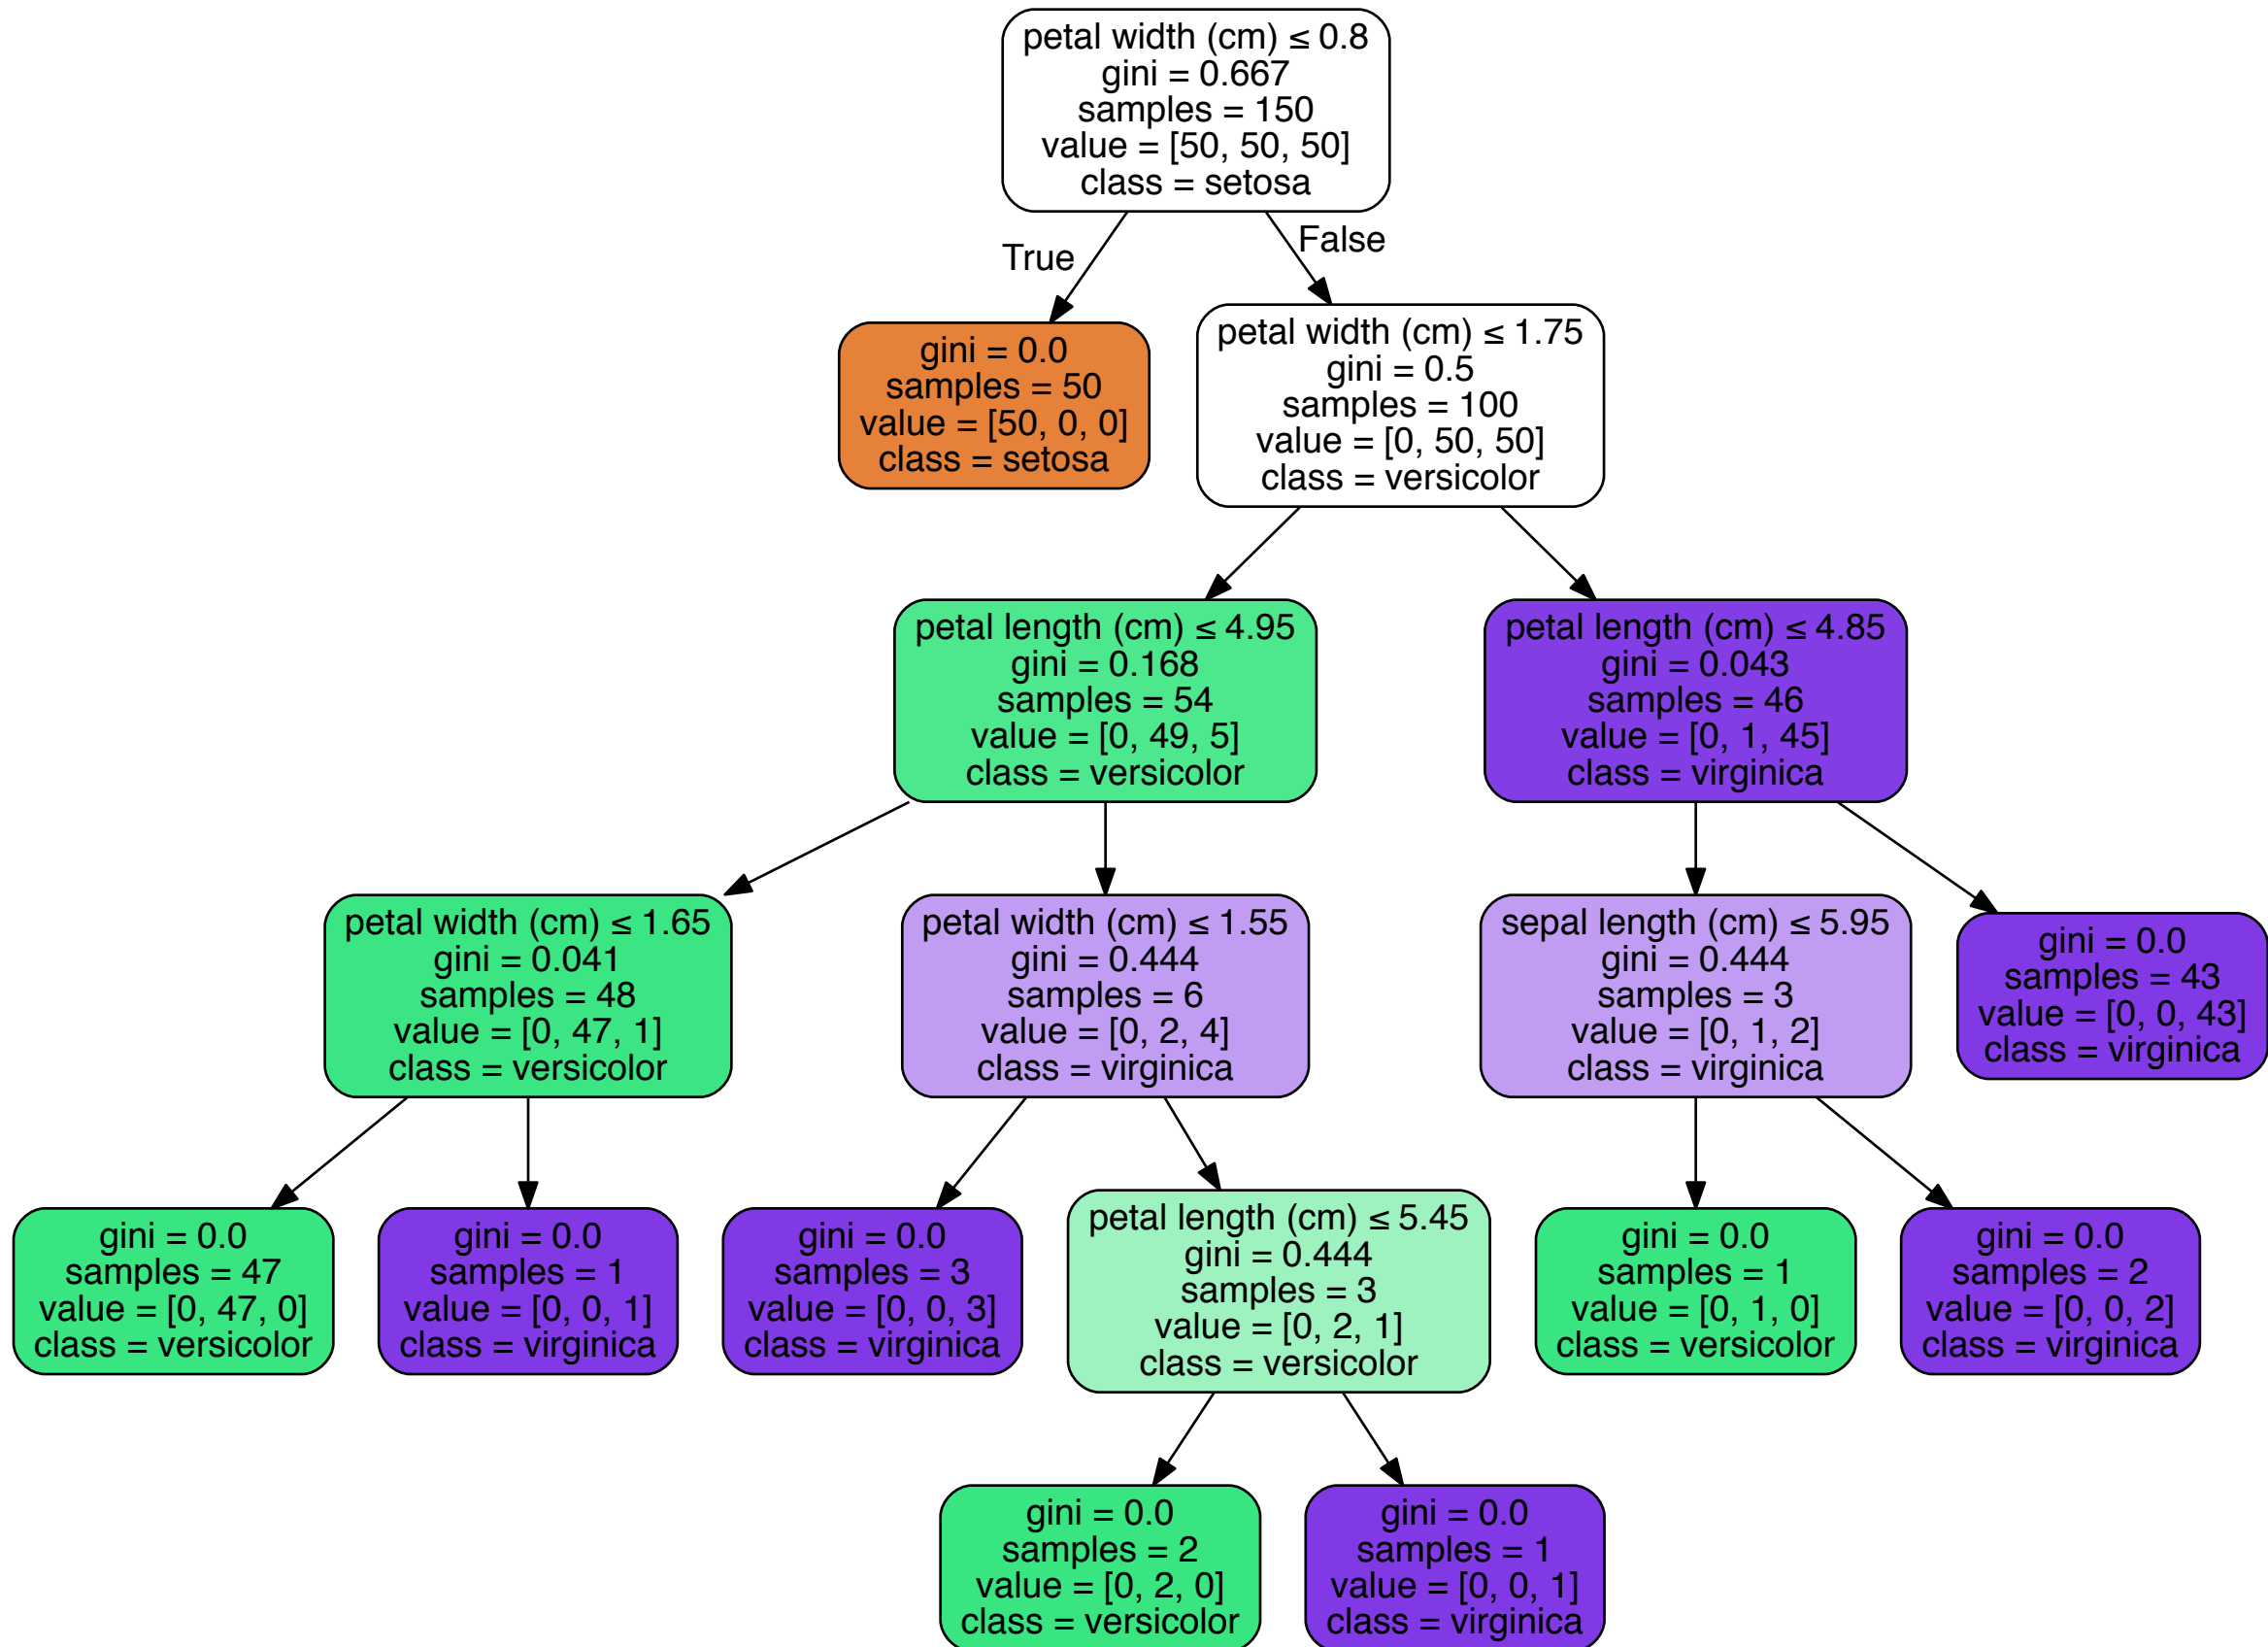 petal width (cm) ≤ 0.8
gini = 0.667
samples = 150
value = [50, 50, 50]
class = setosa
True
False
gini = 0.0
samples = 50
value = [50, 0, 0]
class = setosa
petal width (cm) ≤ 1.75
gini = 0.5
samples = 100
value = [0, 50, 50]
class = versicolor
petal length (cm) ≤ 4.95
gini = 0.168
samples = 54
value = [0, 49, 5]
class = versicolor
petal length (cm) ≤ 4.85
gini = 0.043
samples = 46
value = [0, 1, 45]
class = virginica
petal width (cm) ≤ 1.65
gini = 0.041
samples = 48
value = [0, 47, 1]
class = versicolor
petal width (cm) ≤ 1.55
gini = 0.444
samples = 6
value = [0, 2, 4]
class = virginica
sepal length (cm) ≤ 5.95
gini = 0.444
samples = 3
value = [0, 1, 2]
class = virginica
gini = 0.0
samples = 43
value = [0, 0, 43]
class = virginica
gini = 0.0
samples = 47
value = [0, 47, 0]
class = versicolor
gini = 0.0
samples = 1
value = [0, 0, 1]
class = virginica
gini = 0.0
samples = 3
value = [0, 0, 3]
class = virginica
petal length (cm) ≤ 5.45
gini = 0.444
samples = 3
value = [0, 2, 1]
class = versicolor
gini = 0.0
samples = 1
value = [0, 1, 0]
class = versicolor
gini = 0.0
samples = 2
value = [0, 0, 2]
class = virginica
gini = 0.0
samples = 2
value = [0, 2, 0]
class = versicolor
gini = 0.0
samples = 1
value = [0, 0, 1]
class = virginica